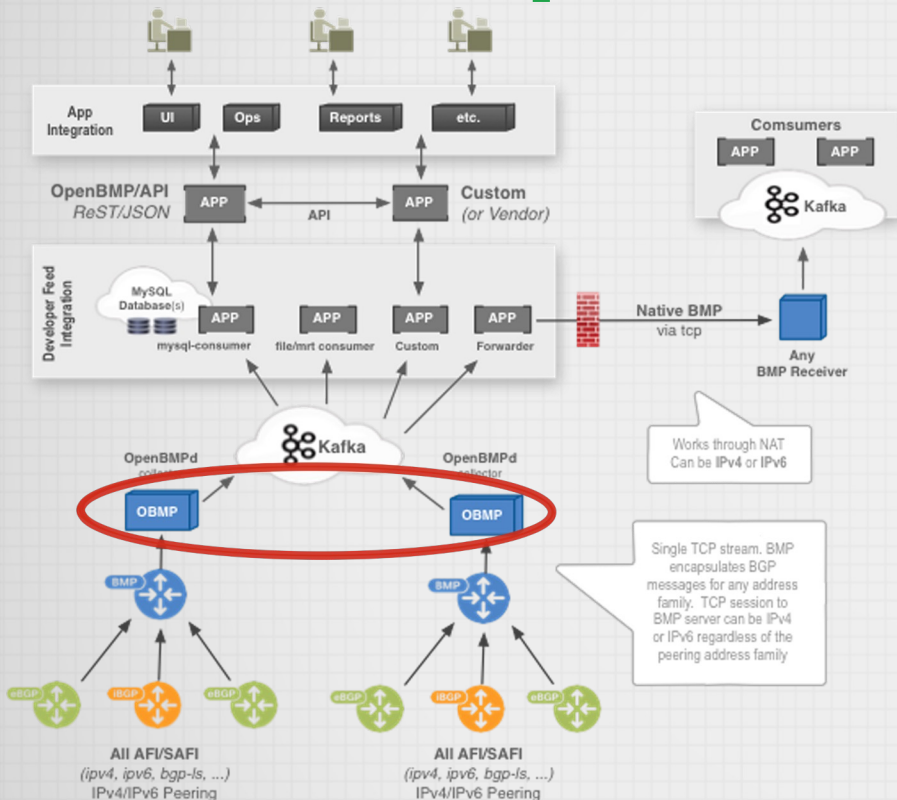 App
Integration
UI
Ops
Reports
etc.
OpenBMP/API
ReST/JSON
APP
API
APP
Custom
(or Vendor)
Comsumers
APP
APP
Kafka
Developer Feed
Integration
MySQL
Database(s)
APP
mysql-consumer
APP
file/mrt consumer
APP
Custom
APP
Forwarder
Native BMP
via tcp
Any
BMP Receiver
Works through NAT
Can be IPv4 or IPv6
Kafka
OpenBMPd
OBMP
OpenBMPd
collector
OBMP
Single TCP stream. BMP
encapsulates BGP
messages for any address
family. TCP session to
BMP server can be IPv4
or IPv6 regardless of the
peering address family
BMP
BMP
eBGP
iBGP
eBGP
eBGP
iBGP
eBGP
All AFI/SAFI
(ipv4, ipv6, bgp-ls, ...)
IPv4/IPv6 Peering
All AFI/SAFI
(ipv4, ipv6, bgp-ls, ...)
IPv4/IPv6 Peering